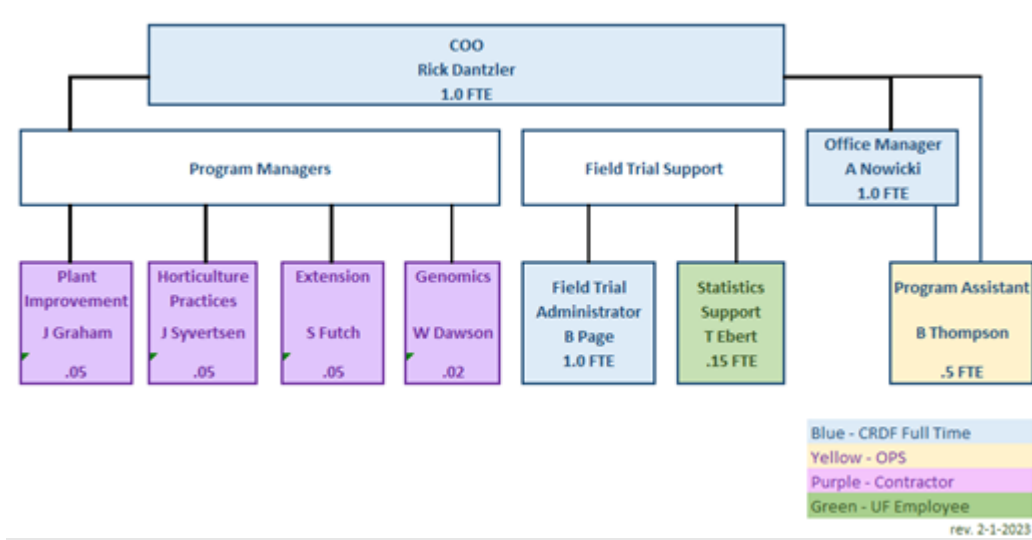 COO
Rick Dantzler
1.0 FTE
Program Managers
Field Trial Support
Office Manager
A Nowicki
1.0 FTE
Plant
Improvement
J Graham
.05
Horticulture
Practices
J Syvertsen
.05
Extension
S Futch
.05
Genomics
W Dawson
.02
Field Trial
Administrator
B Page
1.0 FTE
Statistics
Support
T Ebert
.15 FTE
Program Assistant
B Thompson
.5 FTE
Blue - CRDF Full Time
Yellow - OPS
Purple - Contractor
Green - UF Employee
rev. 2-1-2023